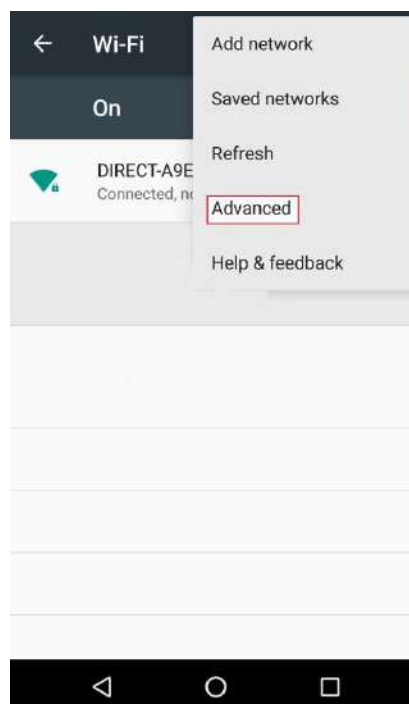 Wi-Fi
Add network
On
Saved networks
Refresh
DIRECT-A9E
Connected,
Advanced
Help & feedback